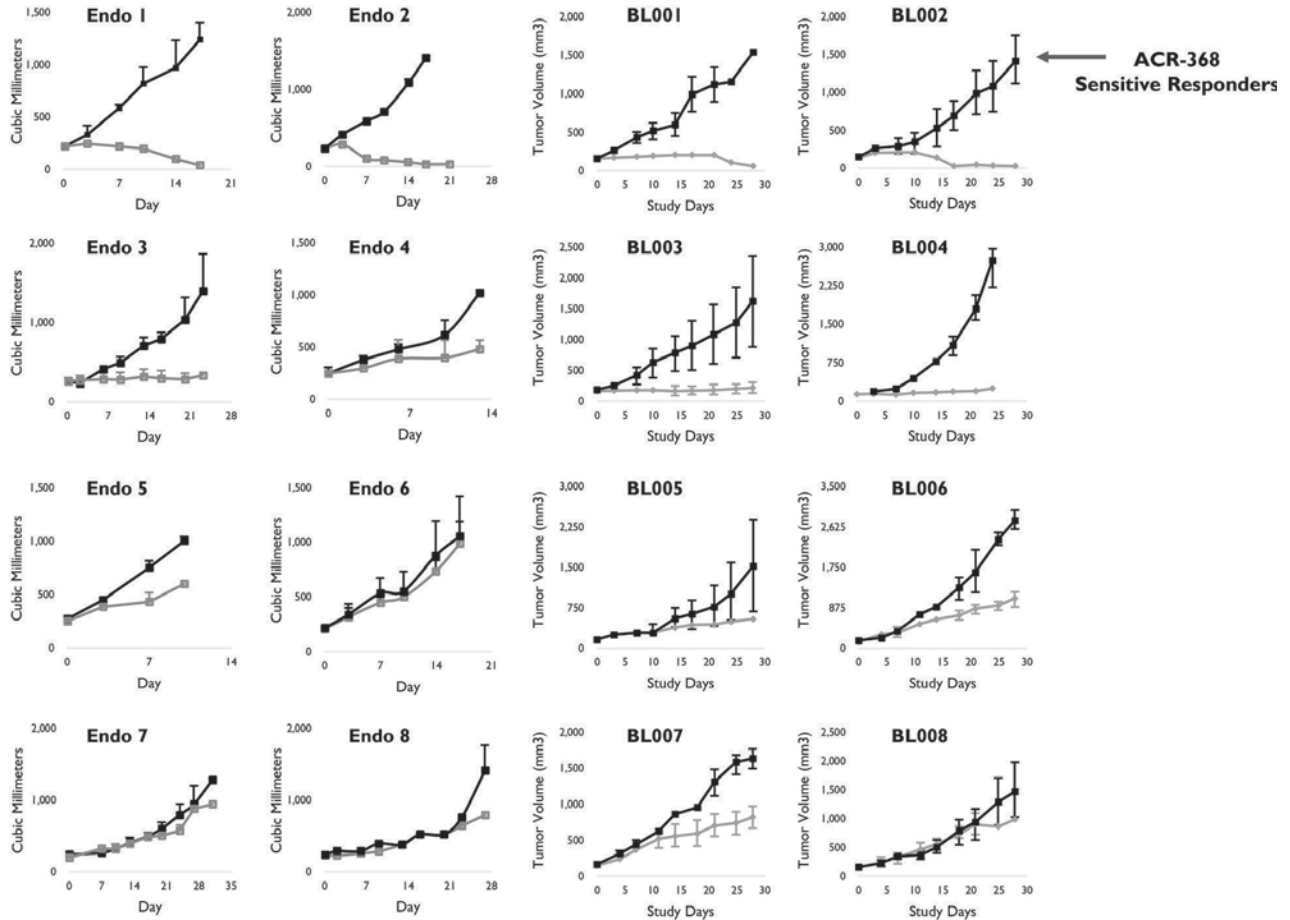 Endo 1
Cubic Millimeters
1,500
1,000
500
0
0 7 14 21
Day
Endo 2
Cubic Millimeters
2,000
1,000
0
0 7 14 21 28
Day
BL001
Tumor Volume (mm3)
2,000
1,500
1,000
500
0
0 5 10 15 20 25 30
Study Days
BL002
Tumor Volume (mm3)
2,000
1,500
1,000
500
0
0 5 10 15 20 25 30
Study Days
ACR-368
Sensitive Responders
Endo 3
Cubic Millimeters
2,000
1,000
0
0 7 14 21 28
Day
Endo 4
Cubic Millimeters
1,500
1,000
500
0
0 7 14
Day
BL003
Tumor Volume (mm3)
2,500
2,000
1,500
1,000
500
0
0 5 10 15 20 25 30
Study Days
BL004
Tumor Volume (mm3)
3,000
2,250
1,500
750
0
0 5 10 15 20 25 30
Study Days
Endo 5
Cubic Millimeters
1,500
1,000
500
0
0 7 14
Day
Endo 6
Cubic Millimeters
1,500
1,000
500
0
0 7 14 21
Day
BL005
Tumor Volume (mm3)
3,000
2,250
1,500
750
0
0 5 10 15 20 25 30
Study Days
BL006
Tumor Volume (mm3)
3,500
2,625
1,750
875
0
0 5 10 15 20 25 30
Study Days
Endo 7
Cubic Millimeters
2,000
1,000
0
0 7 14 21 28 35
Day
Endo 8
Cubic Millimeters
2,000
1,000
0
0 7 14 21 28
Day
BL007
Tumor Volume (mm3)
2,000
1,500
1,000
500
0
0 5 10 15 20 25 30
Study Days
BL008
Tumor Volume (mm3)
2,500
2,000
1,500
1,000
500
0
0 5 10 15 20 25 30
Study Days